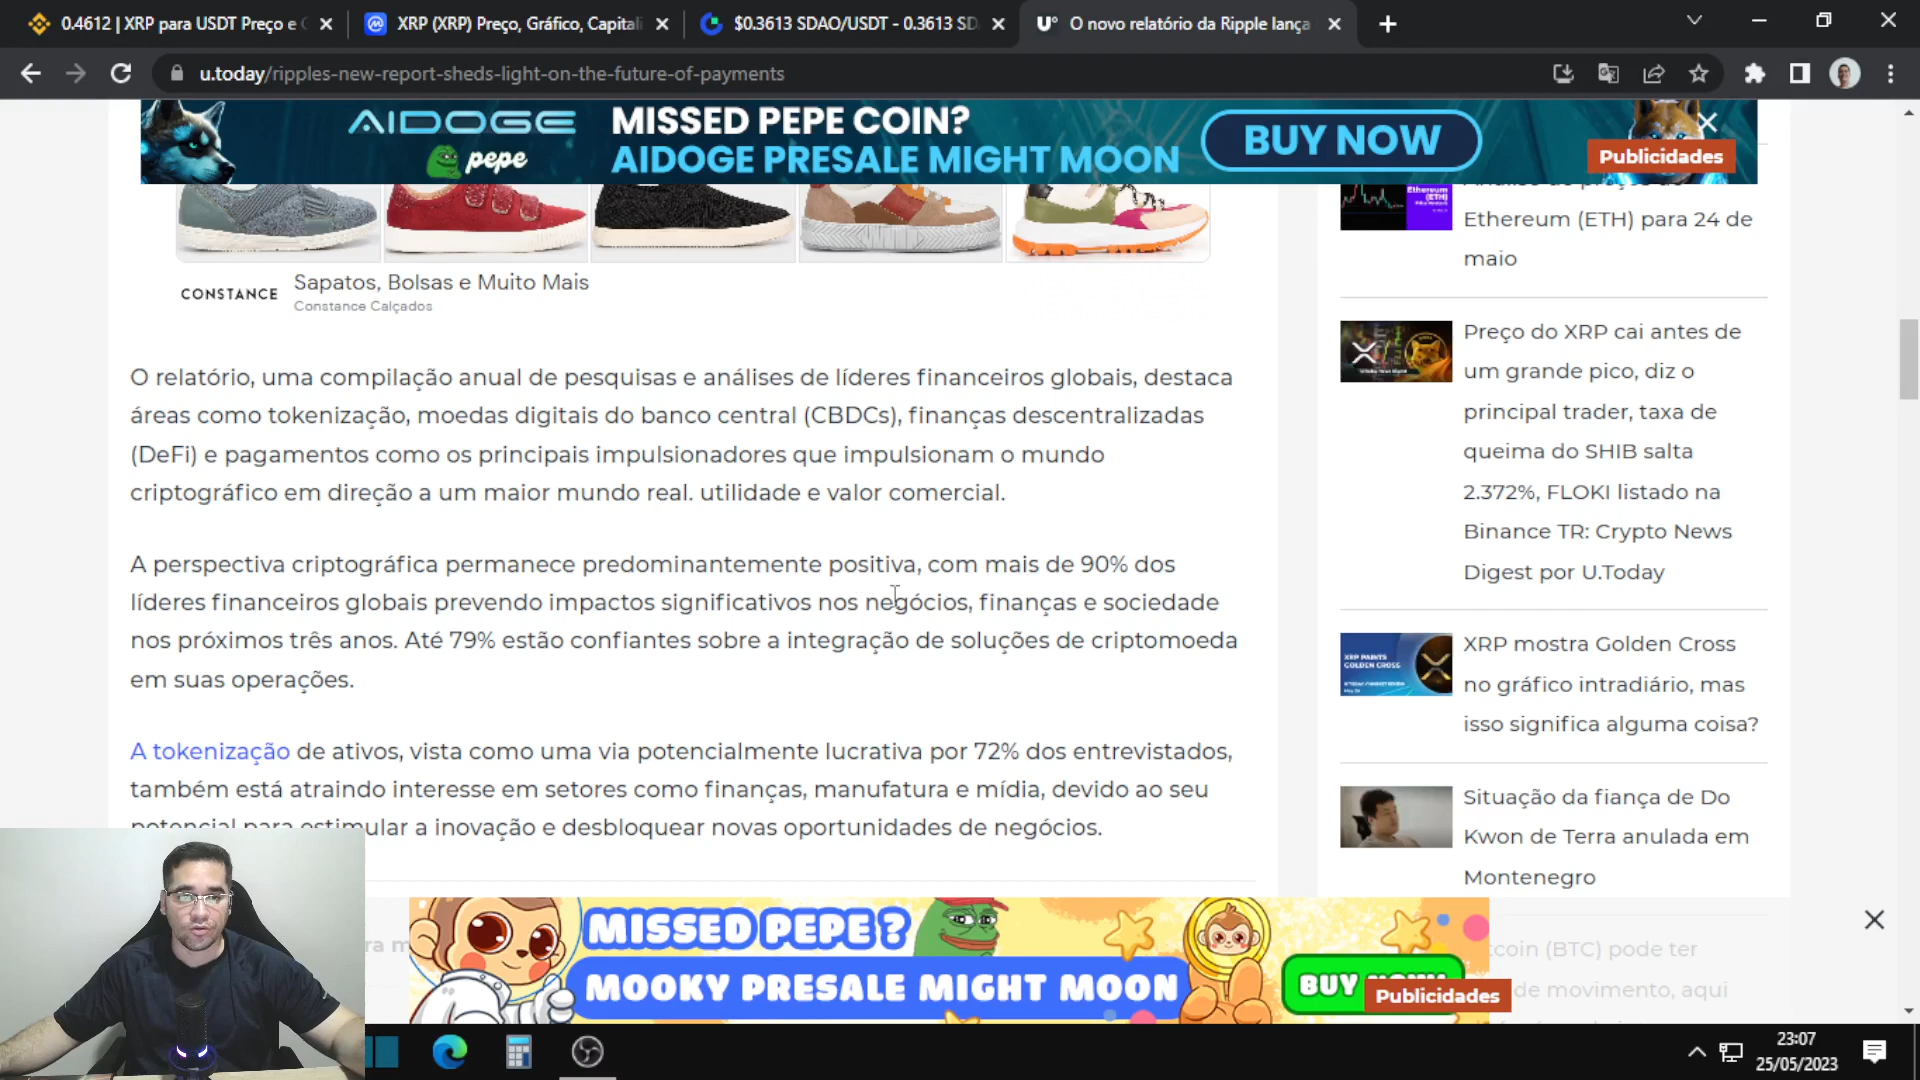 0.4612 | XRP para USDT Preço e
XRP (XRP) Preço, Gráfico, Capitali
$0.3613 SDAO/USDT - 0.3613 SD
U°
O novo relatório da Ripple lança
u.today/ripples-new-report-sheds-light-on-the-future-of-payments
AIDOGE
pepe
MISSED PEPE COIN?
AIDOGE PRESALE MIGHT MOON
BUY NOW
Publicidades
CONSTANCE
Sapatos, Bolsas e Muito Mais
Constance Calçados
O relatório, uma compilação anual de pesquisas e análises de líderes financeiros globais, destaca
áreas como tokenização, moedas digitais do banco central (CBDCs), finanças descentralizadas
(DeFi) e pagamentos como os principais impulsionadores que impulsionam o mundo
criptográfico em direção a um maior mundo real. utilidade e valor comercial.
A perspectiva criptográfica permanece predominantemente positiva, com mais de 90% dos
líderes financeiros globais prevendo impactos significativos nos negócios, finanças e sociedade
nos próximos três anos. Até 79% estão confiantes sobre a integração de soluções de criptomoeda
em suas operações.
A tokenização de ativos, vista como uma via potencialmente lucrativa por 72% dos entrevistados,
também está atraindo interesse em setores como finanças, manufatura e mídia, devido ao seu
potencial para estimular a inovação e desbloquear novas oportunidades de negócios.
Ethereum (ETH) para 24 de
maio
Preço do XRP cai antes de
um grande pico, diz o
principal trader, taxa de
queima do SHIB salta
2.372%, FLOKI listado na
Binance TR: Crypto News
Digest por U.Today
XRP PAINTS
GOLDEN CROSS
XRP mostra Golden Cross
no gráfico intradiário, mas
isso significa alguma coisa?
Situação da fiança de Do
Kwon de Terra anulada em
Montenegro
tcoin (BTC) pode ter
de movimento, aqui
MISSED PEPE?
MOOKY PRESALE MIGHT MOON
BUY NOW
Publicidades
23:07
25/05/2023